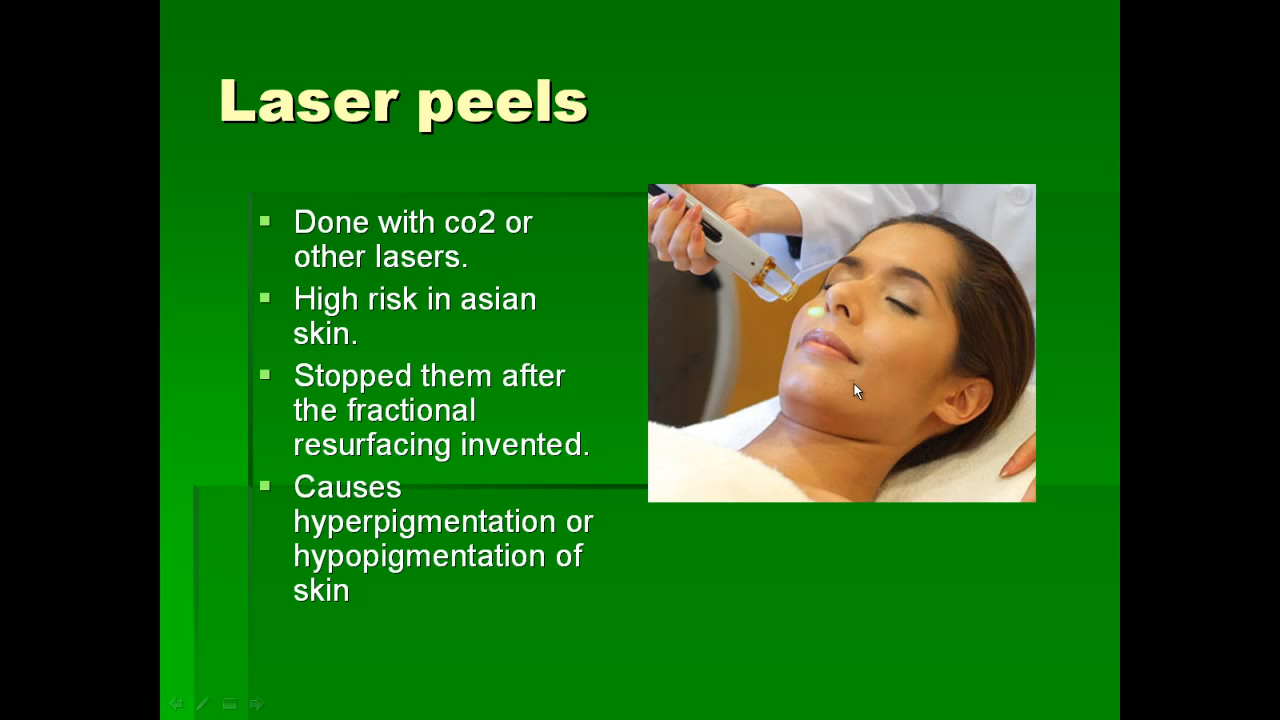 Laser peels
Done with co2 or
other lasers.
High risk in asian
skin.
Stopped them after
the fractional
resurfacing invented.
Causes
hyperpigmentation or
hypopigmentation of
skin